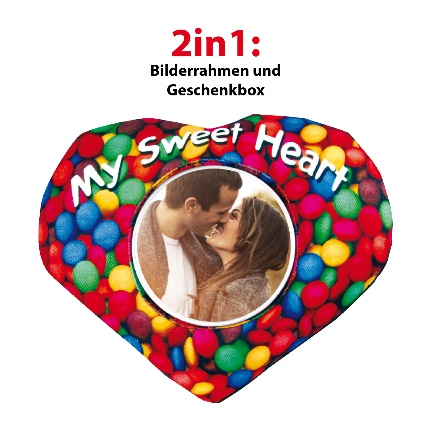 2in1:
Bilderrahmen und
Geschenkbox
My Sweet Heart